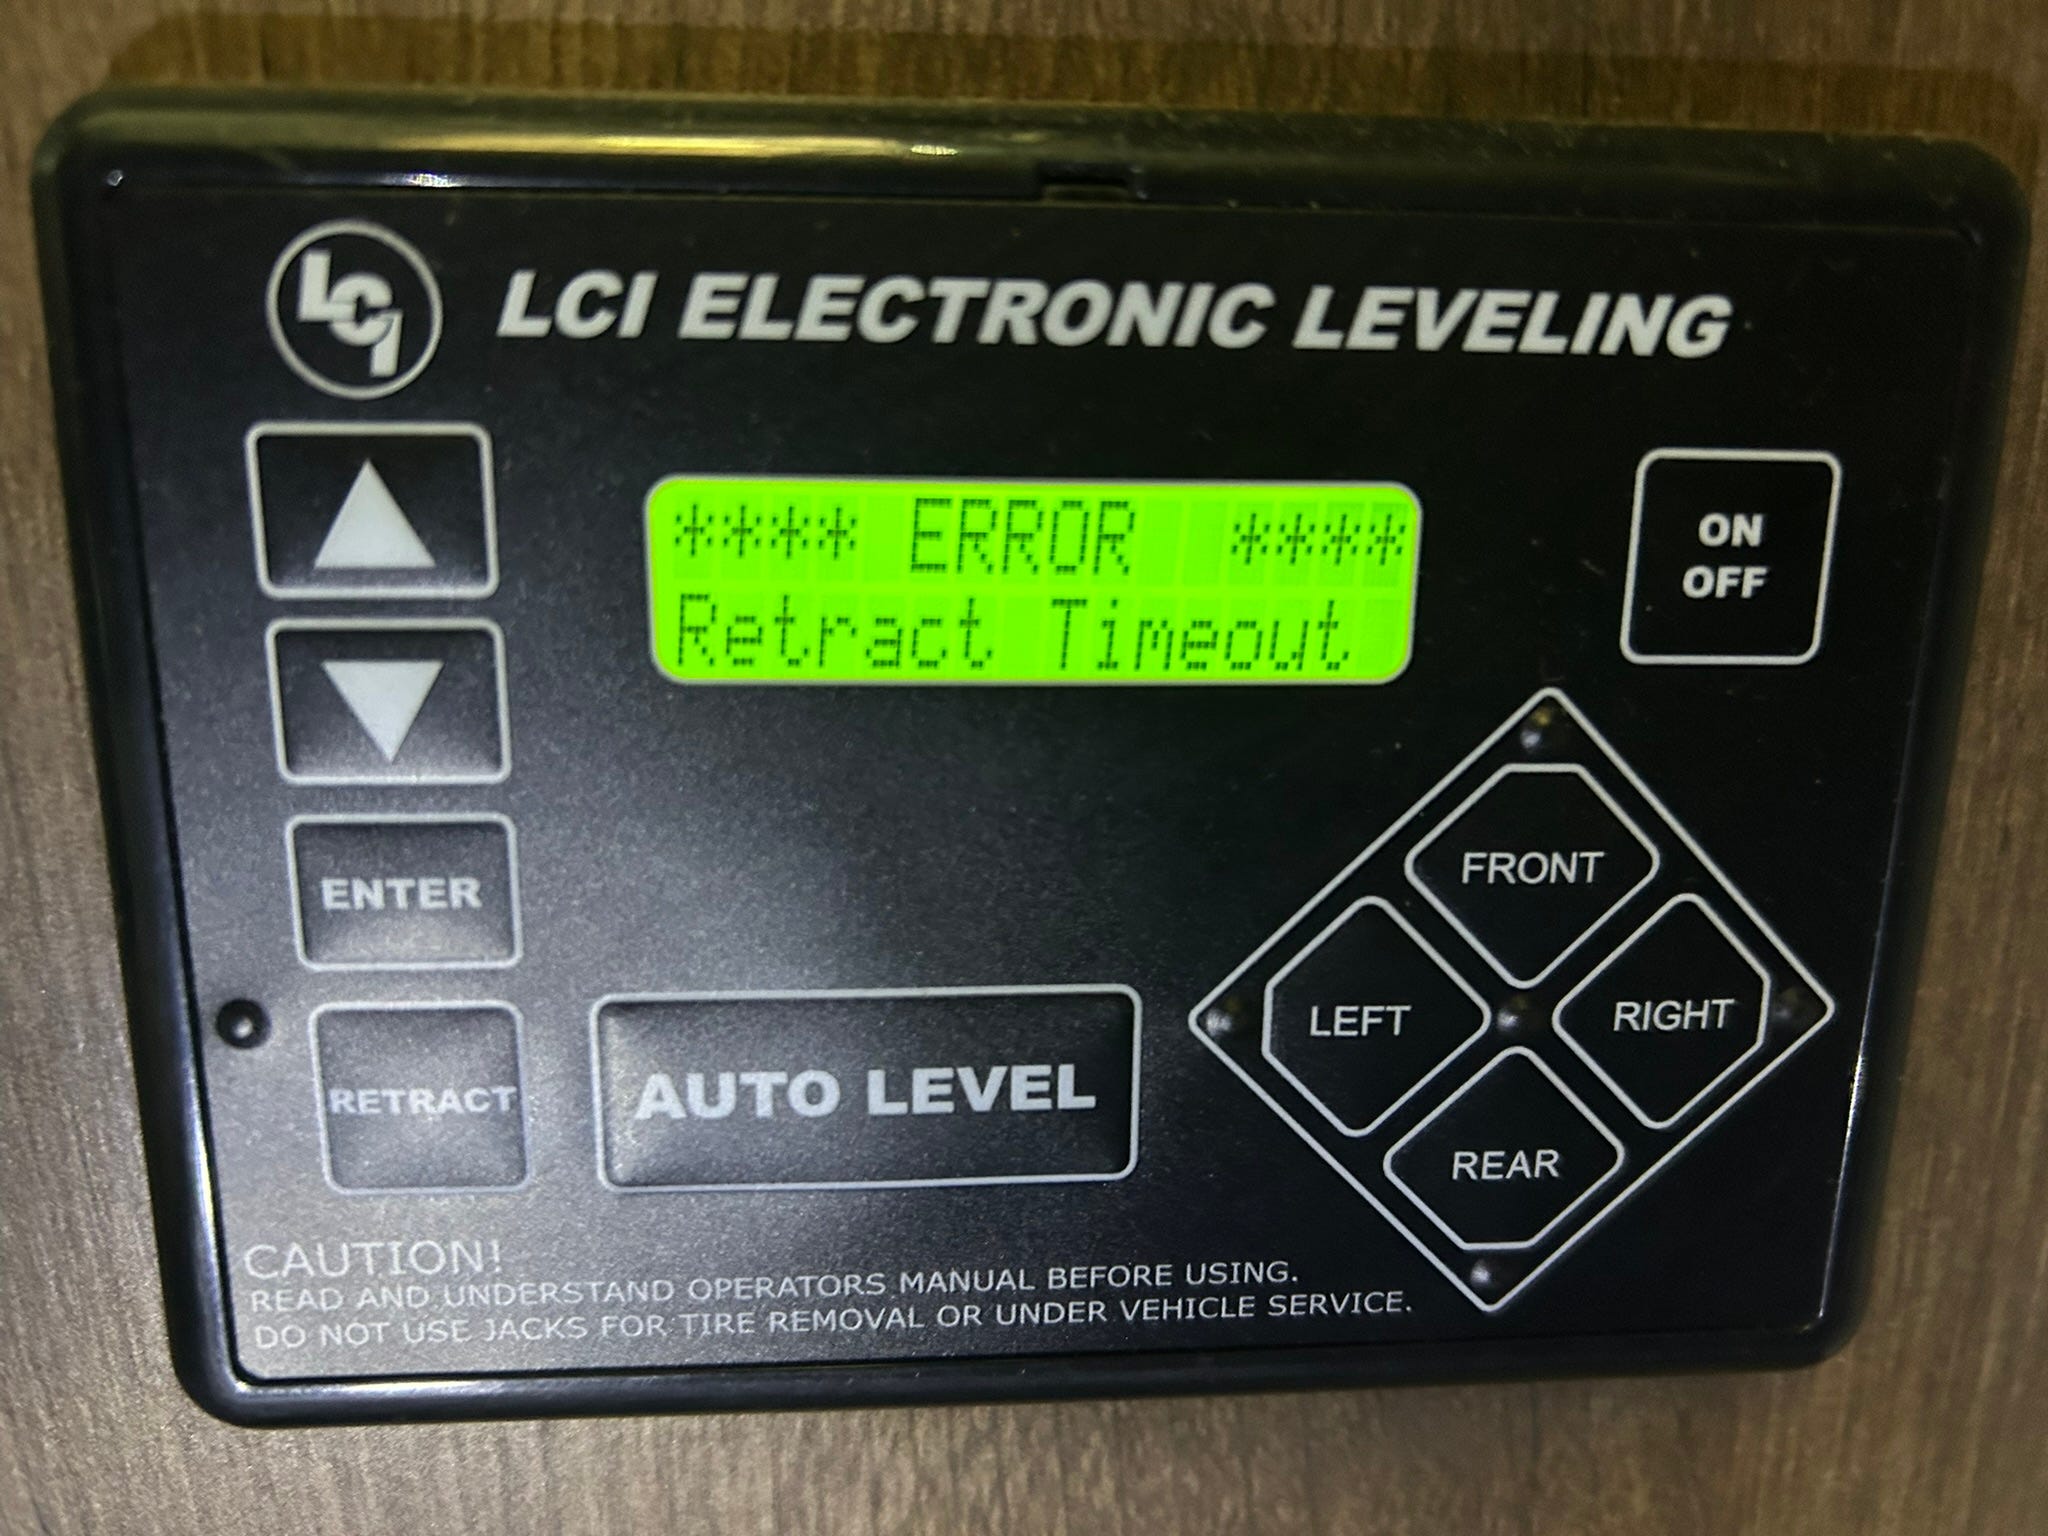 LCI LCI ELECTRONIC LEVELING
**** ERROR ****
Retract Timeout
ON
OFF
ENTER
RETRACT
AUTO LEVEL
FRONT
LEFT
RIGHT
REAR
CAUTION!
READ AND UNDERSTAND OPERATORS MANUAL BEFORE USING.
DO NOT USE JACKS FOR TIRE REMOVAL OR UNDER VEHICLE SERVICE.